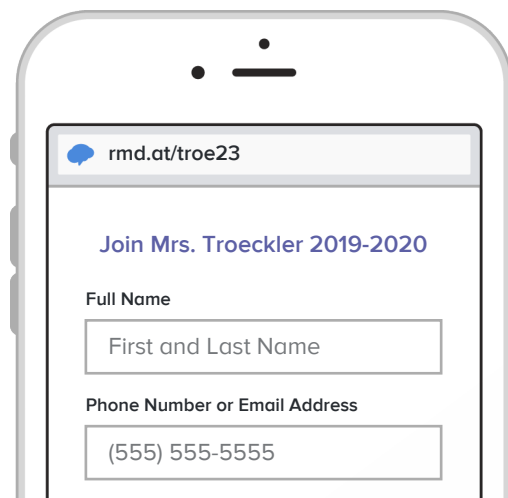 rmd.at/troe23
Join Mrs. Troeckler 2019-2020
Full Name
First and Last Name
Phone Number or Email Address
(555) 555-5555